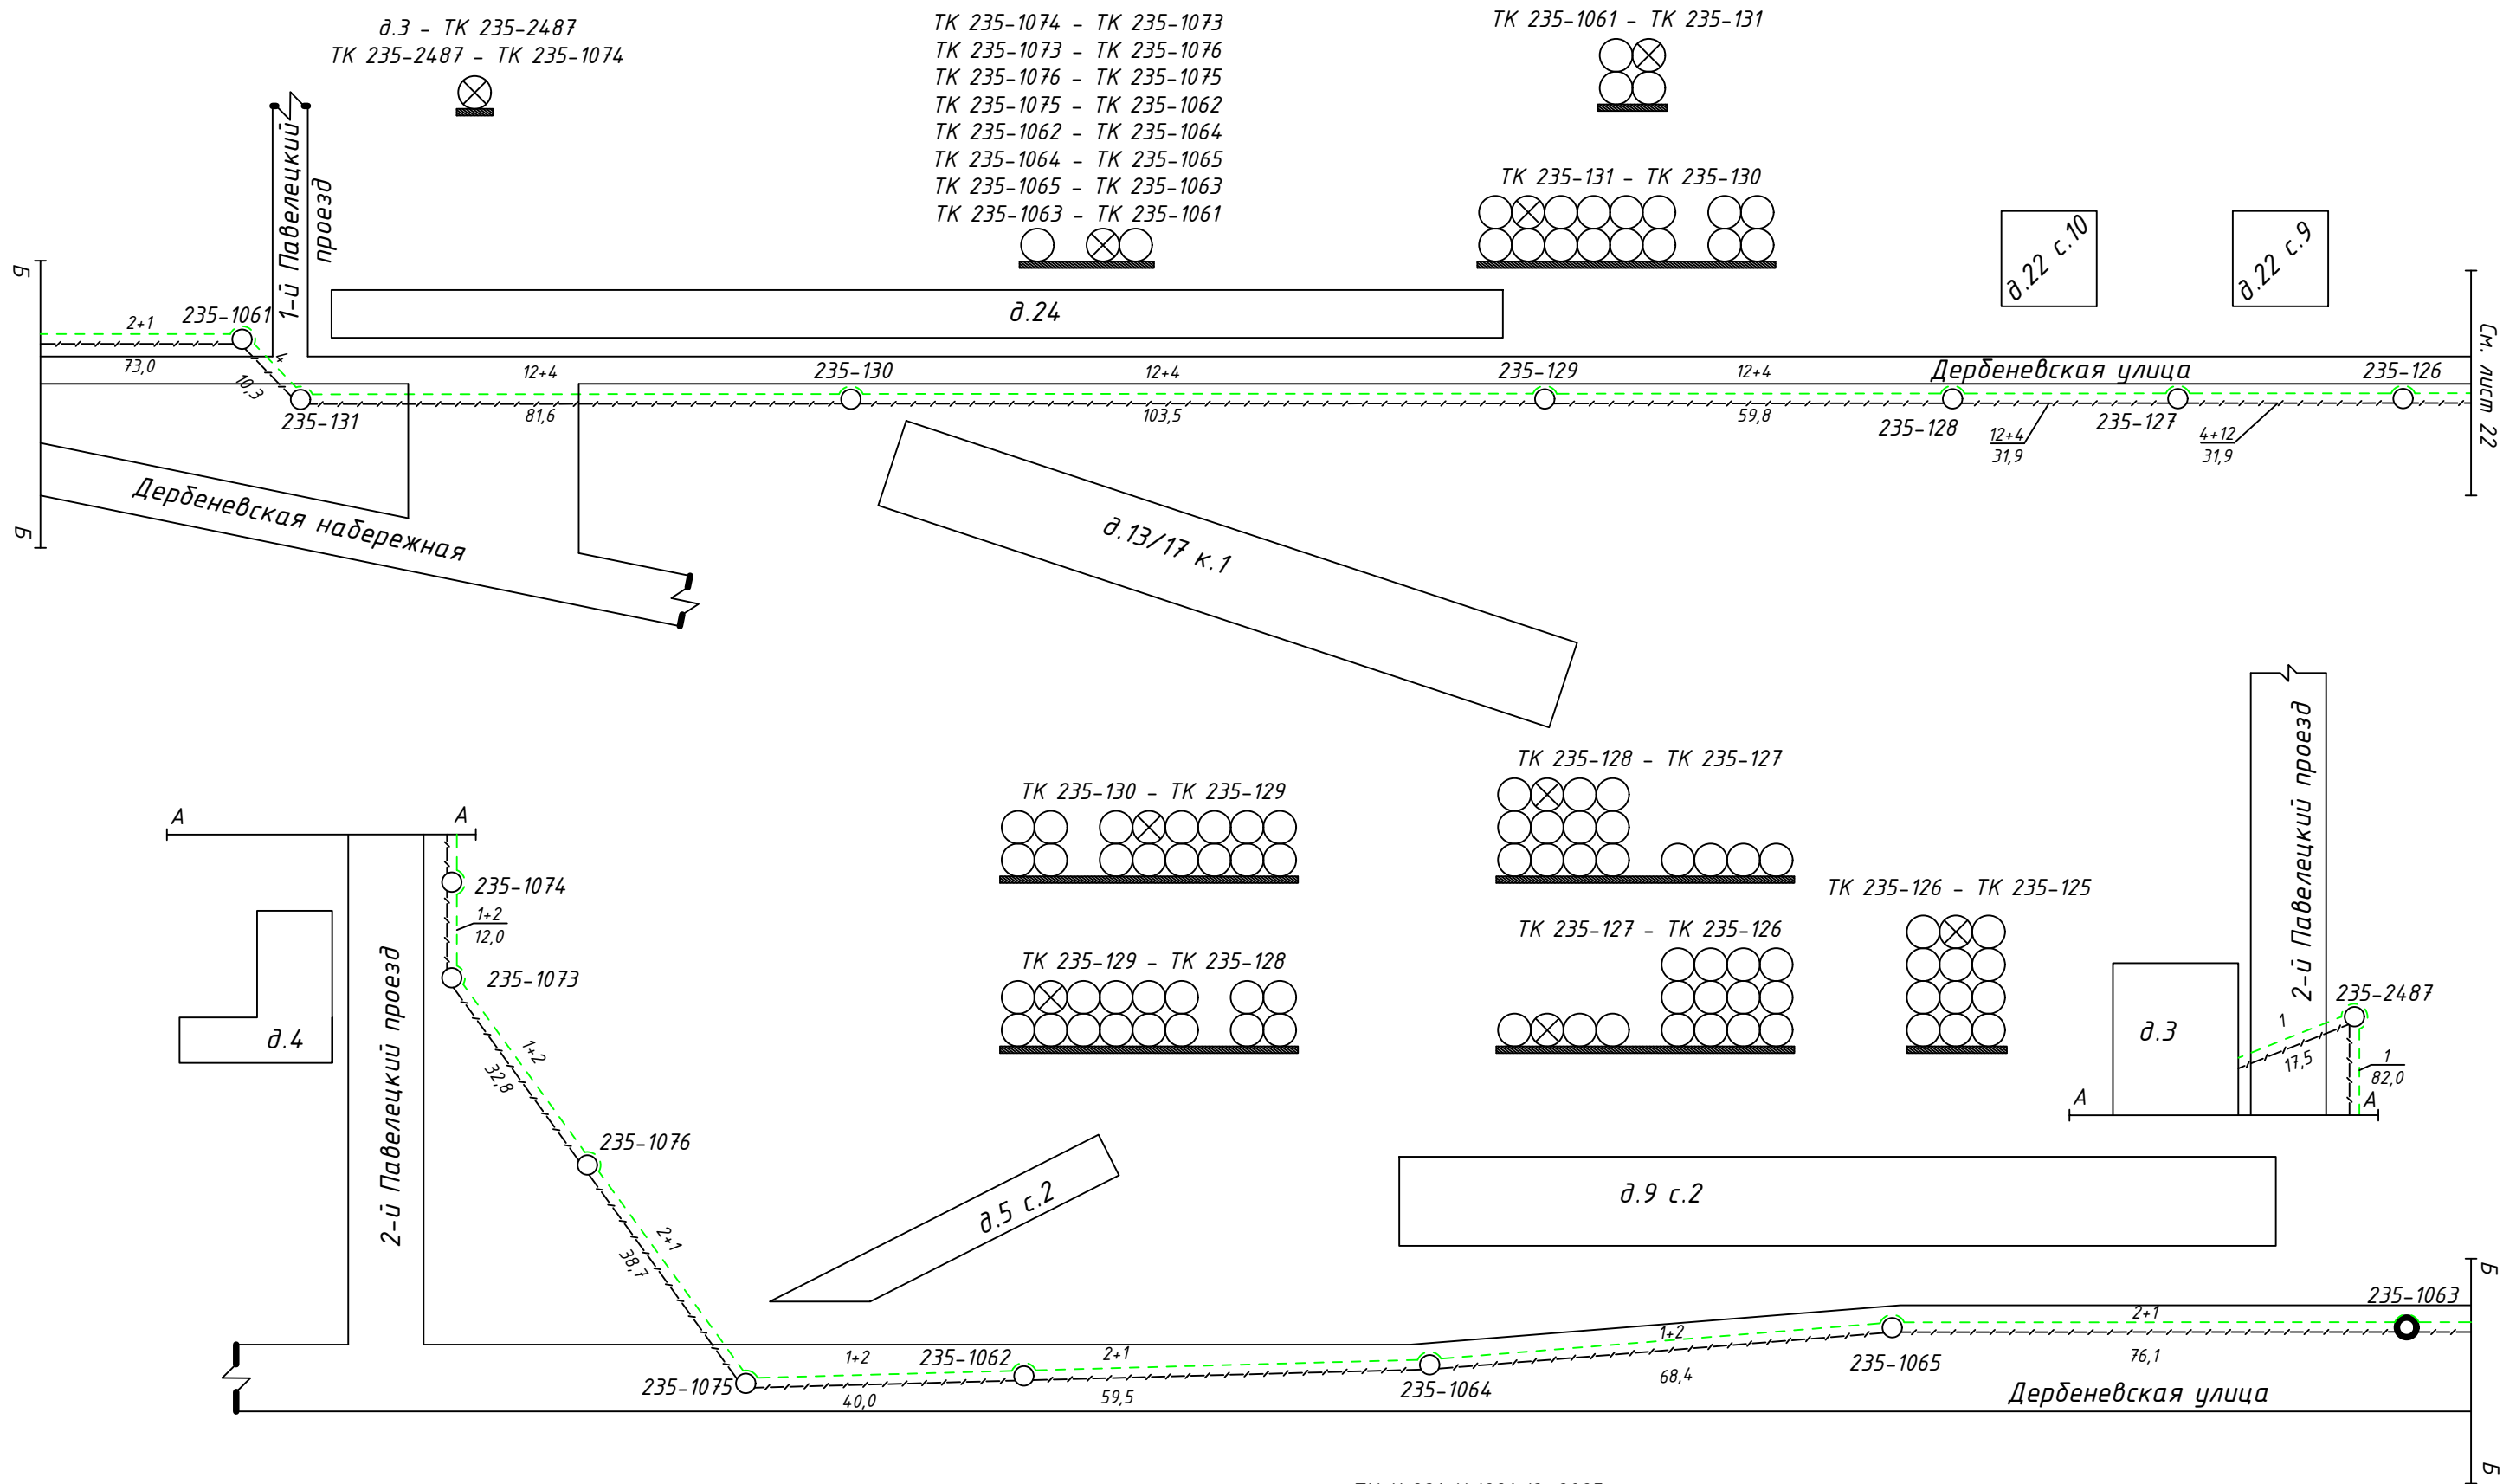 д.3 - ТК 235-2487
ТК 235-2487 - ТК 235-1074
ТК 235-1074 - ТК 235-1073
ТК 235-1073 - ТК 235-1076
ТК 235-1076 - ТК 235-1075
ТК 235-1075 - ТК 235-1062
ТК 235-1062 - ТК 235-1064
ТК 235-1064 - ТК 235-1065
ТК 235-1065 - ТК 235-1063
ТК 235-1063 - ТК 235-1061
ТК 235-1061 - ТК 235-131
ТК 235-131 - ТК 235-130
1-й Павелецкий
проезд
д.22 с.10
д.22 с.9
Б
Б
2+1
73,0
235-1061
4
10,3
235-131
д.24
12+4
81,6
235-130
12+4
103,5
235-129
12+4
59,8
Дербеневская улица
235-128
12+4
31,9
235-127
4+12
31,9
235-126
См. лист 22
Дербеневская набережная
д.13/17 к.1
А
А
235-1074
1+2
12,0
235-1073
д.4
2-й Павелецкий проезд
1+2
32,8
235-1076
2+1
38,7
ТК 235-130 - ТК 235-129
ТК 235-129 - ТК 235-128
ТК 235-128 - ТК 235-127
ТК 235-127 - ТК 235-126
ТК 235-126 - ТК 235-125
2-й Павелецкий проезд
235-2487
д.3
1
17,5
1
82,0
А
А
д.5 с.2
д.9 с.2
235-1075
1+2
40,0
235-1062
2+1
59,5
235-1064
1+2
68,4
235-1065
2+1
76,1
235-1063
Дербеневская улица
Б
Б